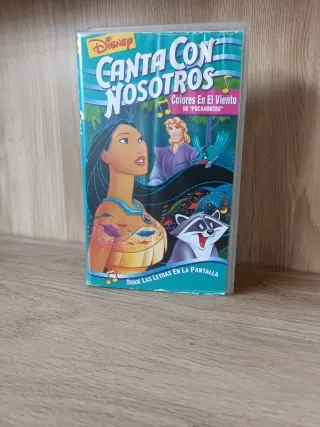 Disney
CANTA CON
NOSOTROS
Colores En El Viento
DE "POCAHONTAS"
SIGUE LAS LETRAS EN LA PANTALLA